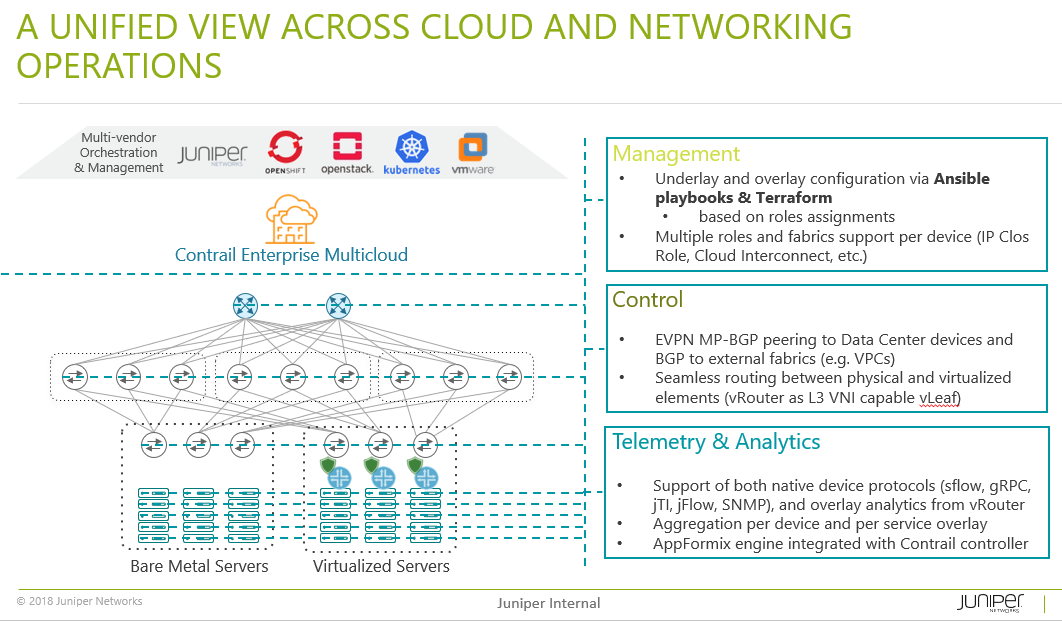 A UNIFIED VIEW ACROSS CLOUD AND NETWORKING
OPERATIONS
Multi-vendor
Orchestration
& Management
JUNIPER
NETWORKS
OPENSHIFT
openstack.
kubernetes
vmware
Contrail Enterprise Multicloud
Bare Metal Servers
Virtualized Servers
Management
• Underlay and overlay configuration via Ansible
playbooks & Terraform
• based on roles assignments
• Multiple roles and fabrics support per device (IP Clos
Role, Cloud Interconnect, etc.)
Control
• EVPN MP-BGP peering to Data Center devices and
BGP to external fabrics (e.g. VPCs)
• Seamless routing between physical and virtualized
elements (vRouter as L3 VNI capable vLeaf)
Telemetry & Analytics
• Support of both native device protocols (sflow, gRPC,
jTI, jFlow, SNMP), and overlay analytics from vRouter
• Aggregation per device and per service overlay
• AppFormix engine integrated with Contrail controller
© 2018 Juniper Networks
Juniper Internal
JUNIPER
NETWORKS